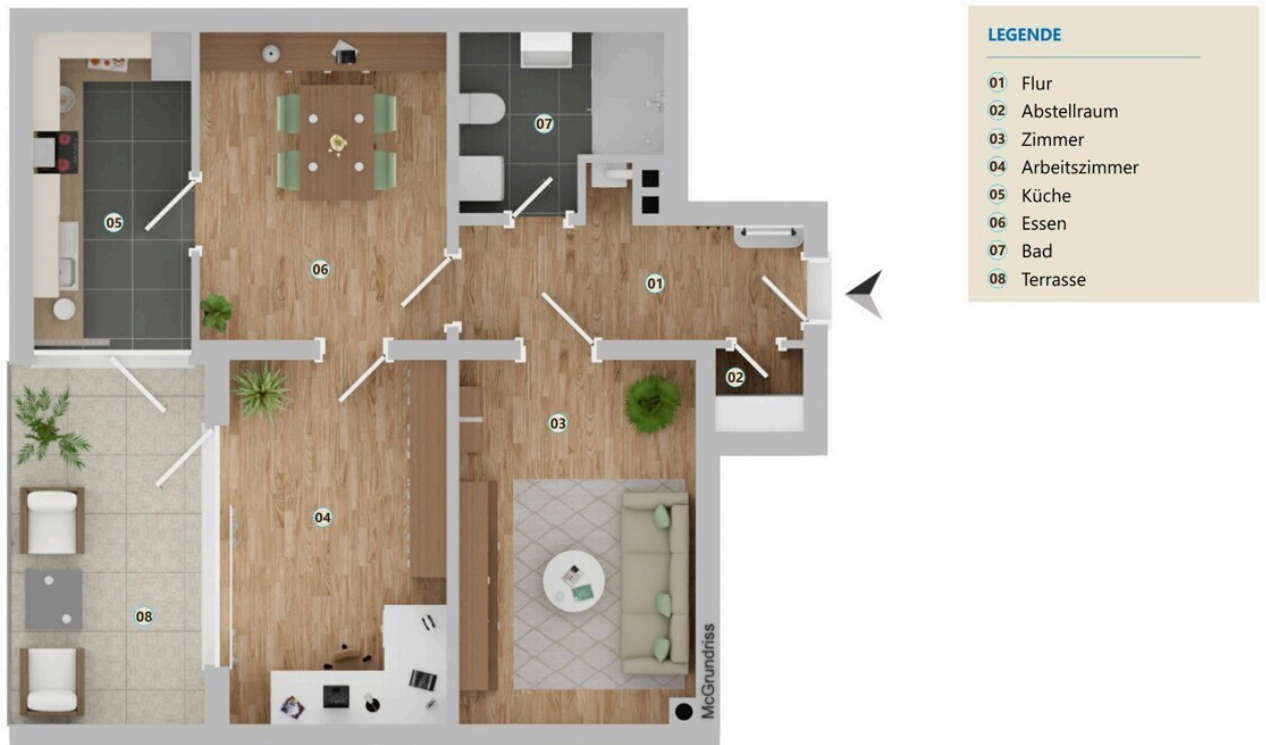 LEGENDE
01 Flur
02 Abstellraum
03 Zimmer
04 Arbeitszimmer
05 Küche
06 Essen
07 Bad
08 Terrasse
07
05
06
01
02
03
04
08
McGrundriss